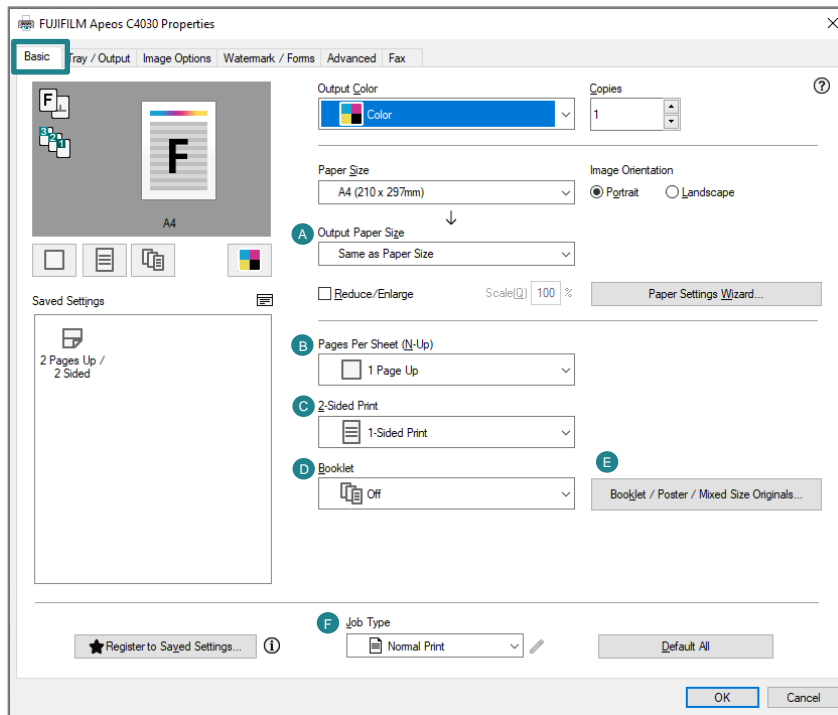 FUJIFILM Apeos C4030 Properties
Basic
Tray / Output
Image Options
Watermark / Forms
Advanced
Fax
F
3 2 1
F
A4
Output Color
Color
Copies
1
Paper Size
A4 (210 x 297mm)
Image Orientation
Portrait
Landscape
A
Output Paper Size
Same as Paper Size
Reduce/Enlarge
Scale(Q)
100
%
Paper Settings Wizard...
Saved Settings
2 Pages Up /
2 Sided
B
Pages Per Sheet (N-Up)
1 Page Up
C
2-Sided Print
1-Sided Print
D
Booklet
Off
E
Booklet / Poster / Mixed Size Originals...
F
Job Type
Normal Print
Register to Saved Settings...
Default All
OK
Cancel